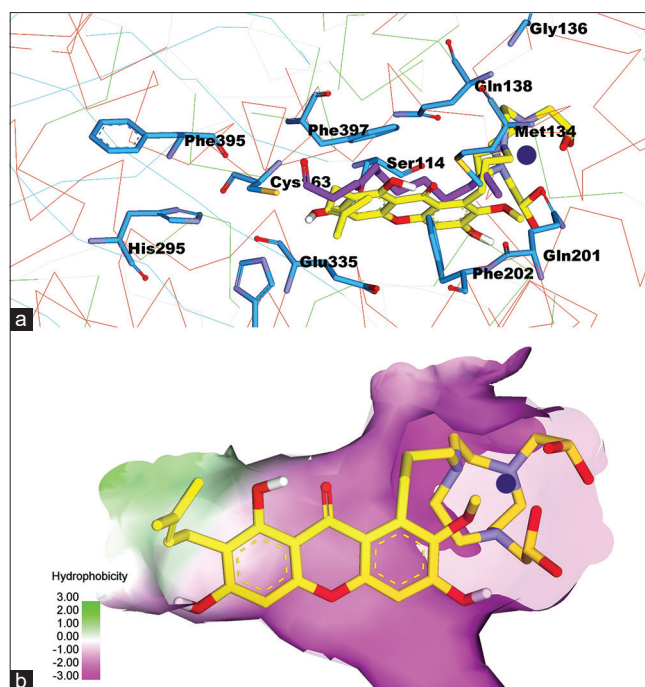 Gly136
Gln138
Phe397
Met134
Phe395
Ser114
Cys163
His295
Glu335
Gln201
Phe202
a
Hydrophobicity
3.00
2.00
1.00
0.00
-1.00
-2.00
-3.00
b